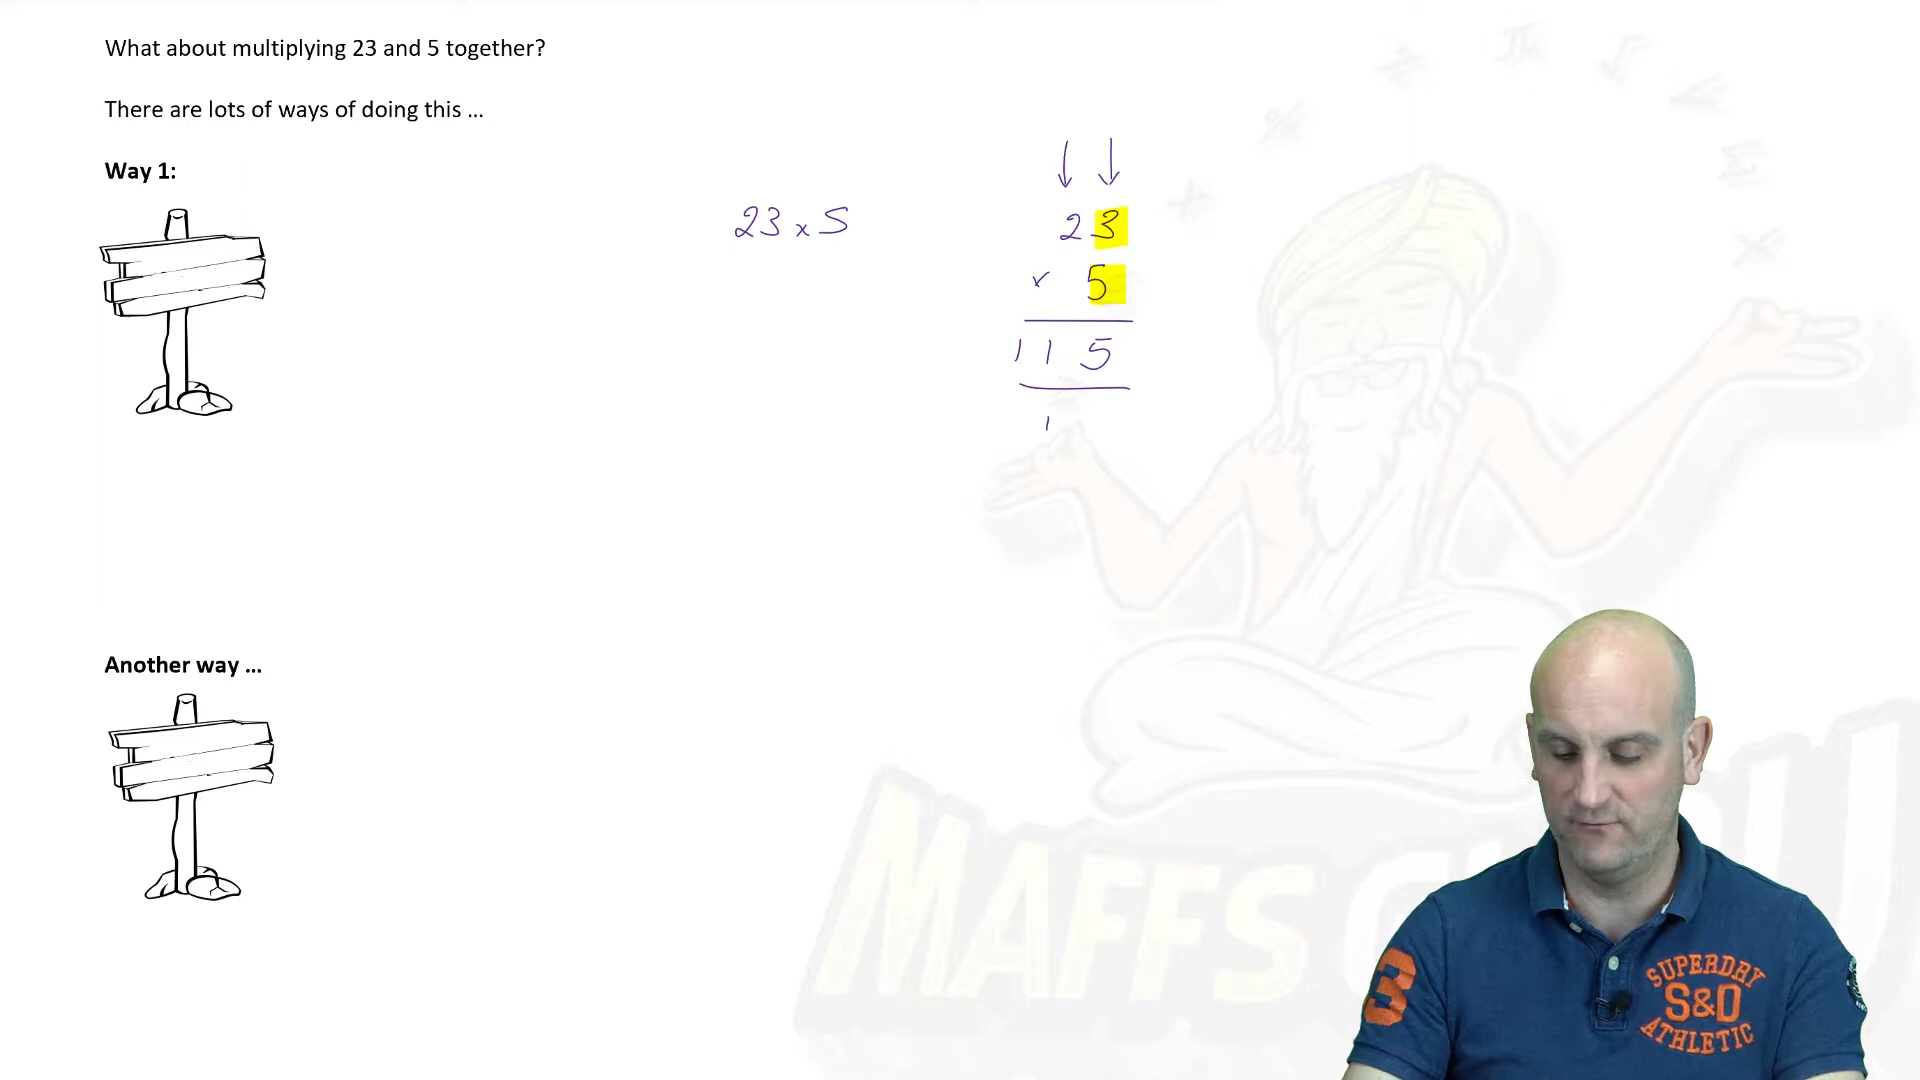 What about multiplying 23 and 5 together?
There are lots of ways of doing this ...
Way 1:
23 x 5
23
x 5
115
1
Another way ...
MAFFS
3
SUPERDRY
S&D
ATHLETIC